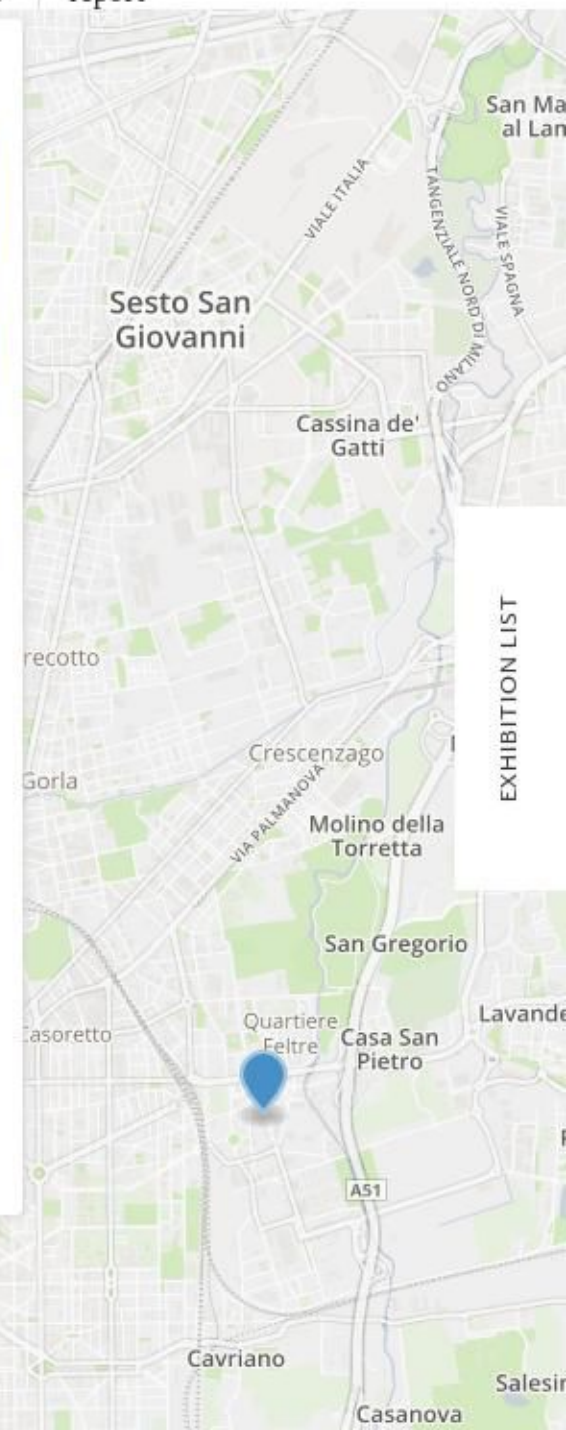 San Ma
al Lam
VIALE ITALIA
TANGENZIALE NORD DI MILANO
VIALE SPAGNA
Sesto San
Giovanni
Cassina de'
Gatti
EXHIBITION LIST
recotto
Crescenzago
Gorla
VIA PALMANOVA
Molino della
Torretta
San Gregorio
Lavande
Casoretto
Quartiere
Feltre
Casa San
Pietro
A51
Cavriano
Salesin
Casanova